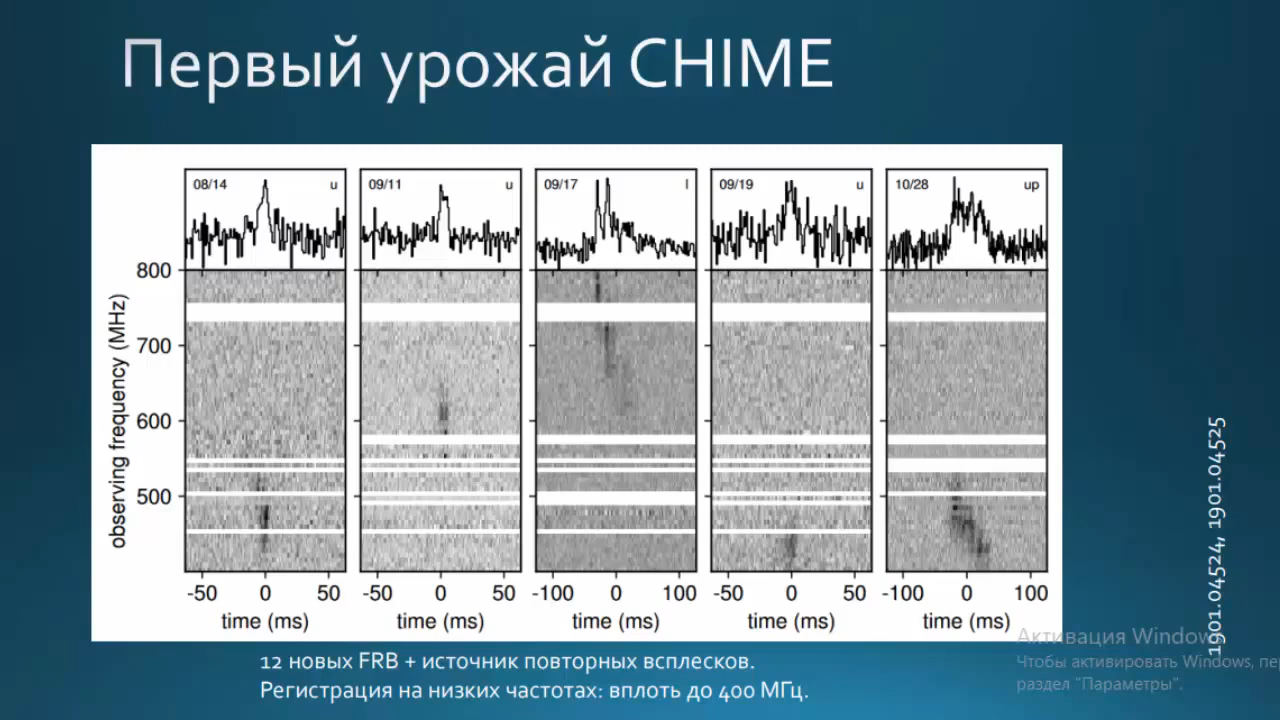 Первый урожай CHIME
08/14 u
09/11 u
09/17 l
09/19 u
10/28 up
observing frequency (MHz)
800
700
600
500
-50 0 50
-50 0 50
-100 0 100
-50 0 50
-100 0 100
time (ms)
time (ms)
time (ms)
time (ms)
time (ms)
12 новых FRB + источник повторных всплесков.
Регистрация на низких частотах: вплоть до 400 МГц.
1901.04524, 1901.04525
Активация Windows
Чтобы активировать Windows, пе
раздел "Параметры".